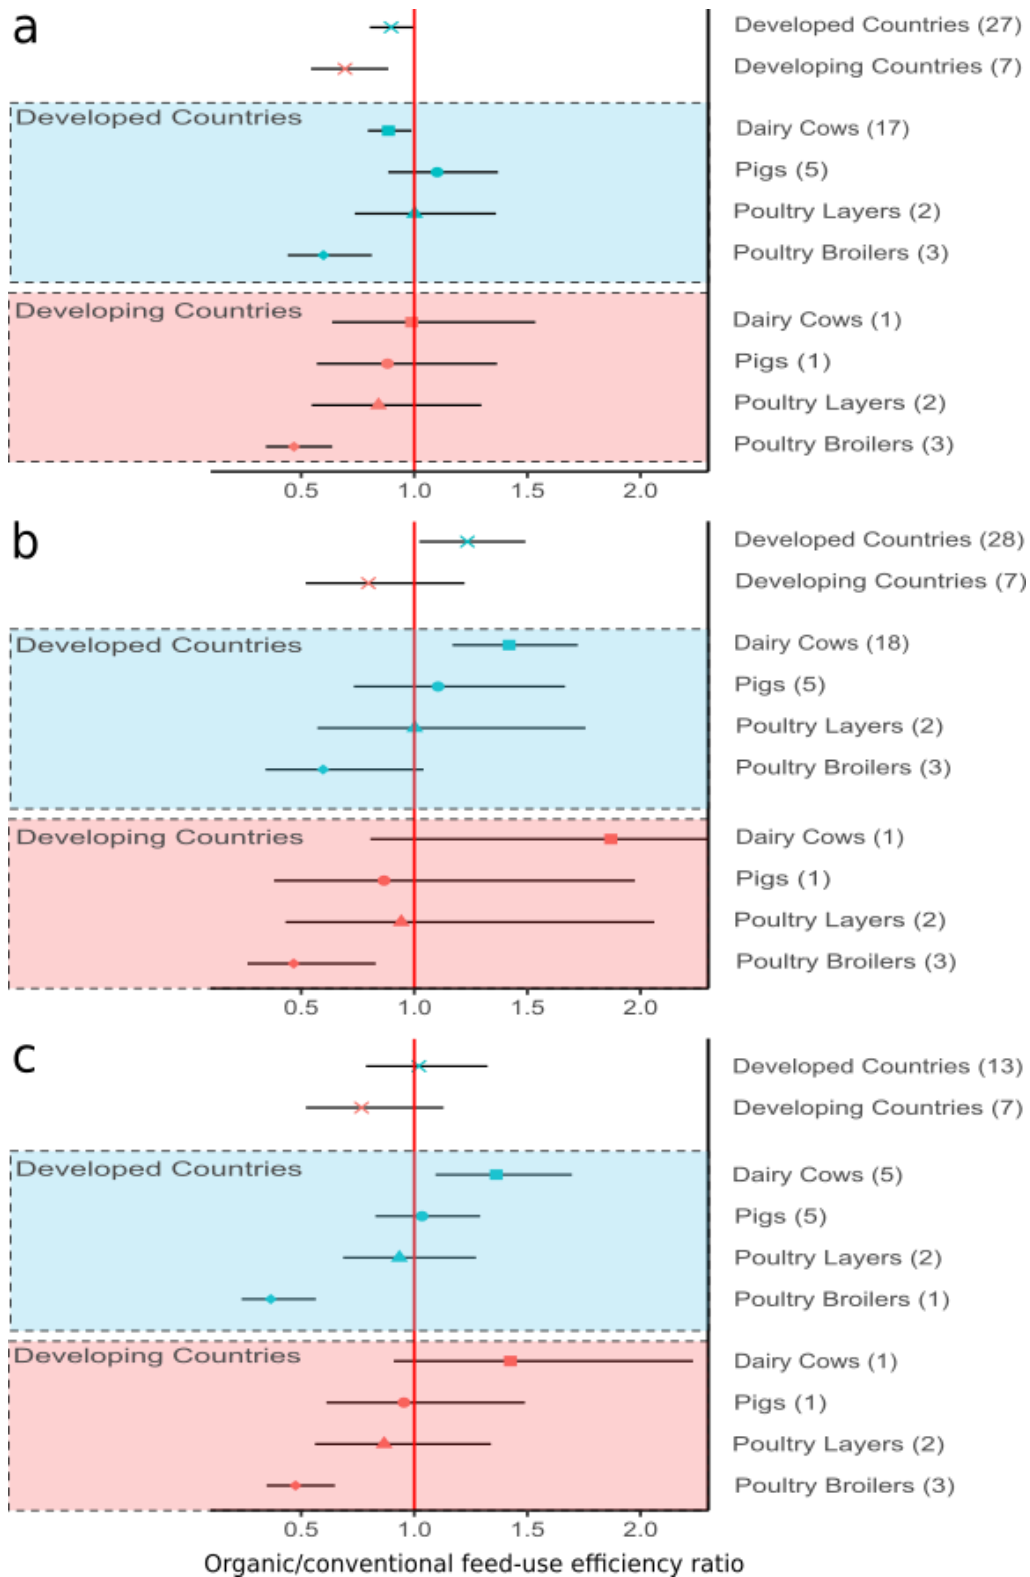 a
Developed Countries (27)
Developing Countries (7)
Developed Countries
Dairy Cows (17)
Pigs (5)
Poultry Layers (2)
Poultry Broilers (3)
Developing Countries
Dairy Cows (1)
Pigs (1)
Poultry Layers (2)
Poultry Broilers (3)
0.5 1.0 1.5 2.0
b
Developed Countries (28)
Developing Countries (7)
Developed Countries
Dairy Cows (18)
Pigs (5)
Poultry Layers (2)
Poultry Broilers (3)
Developing Countries
Dairy Cows (1)
Pigs (1)
Poultry Layers (2)
Poultry Broilers (3)
0.5 1.0 1.5 2.0
c
Developed Countries (13)
Developing Countries (7)
Developed Countries
Dairy Cows (5)
Pigs (5)
Poultry Layers (2)
Poultry Broilers (1)
Developing Countries
Dairy Cows (1)
Pigs (1)
Poultry Layers (2)
Poultry Broilers (3)
0.5 1.0 1.5 2.0
Organic/conventional feed-use efficiency ratio